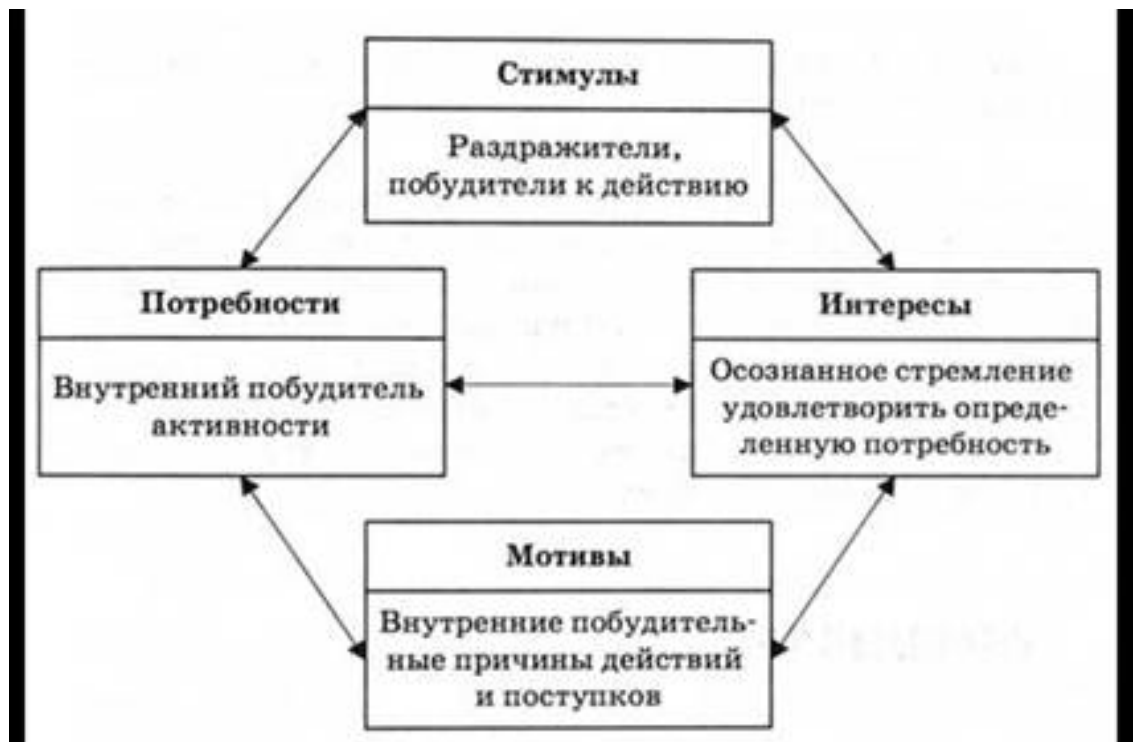 Стимулы
Раздражители,
побудители к действию
Потребности
Внутренний побудитель
активности
Интересы
Осознанное стремление
удовлетворить опреде-
ленную потребность
Мотивы
Внутренние побудитель-
ные причины действий
и поступков